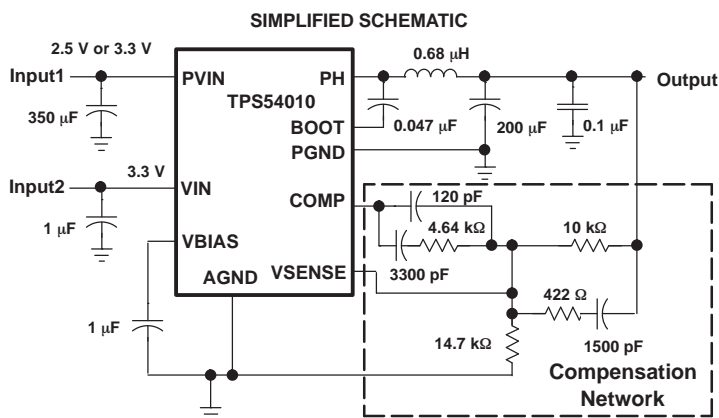 SIMPLIFIED SCHEMATIC
2.5 V or 3.3 V
0.68 μH
Input1
PVIN
PH
Output
TPS54010
350 μF
BOOT
0.047 μF
200 μF
0.1 μF
PGND
3.3 V
Input2
VIN
COMP
120 pF
1 μF
4.64 kΩ
10 kΩ
VBIAS
3300 pF
AGND
VSENSE
422 Ω
1 μF
14.7 kΩ
1500 pF
Compensation
Network